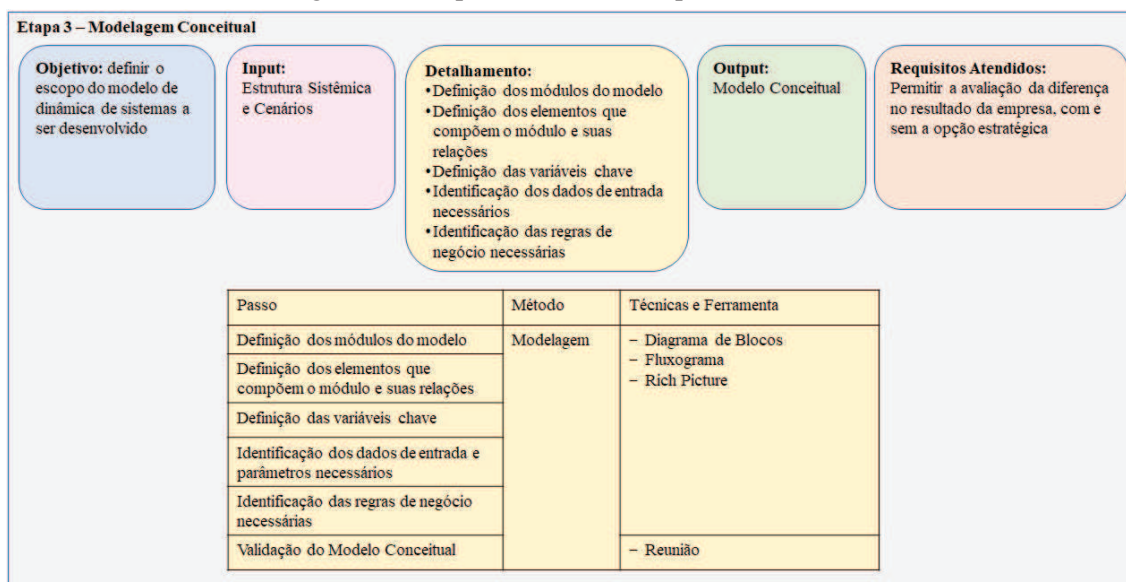 Etapa 3 – Modelagem Conceitual
Objetivo: definir o
escopo do modelo de
dinâmica de sistemas a
ser desenvolvido
Input:
Estrutura Sistêmica
e Cenários
Detalhamento:
•Definição dos módulos do modelo
•Definição dos elementos que
compõem o módulo e suas
relações
•Definição das variáveis chave
•Identificação dos dados de entrada
necessários
•Identificação das regras de
negócio necessárias
Output:
Modelo Conceitual
Requisitos Atendidos:
Permitir a avaliação da diferença
no resultado da empresa, com e
sem a opção estratégica
Passo
Método
Técnicas e Ferramenta
Definição dos módulos do modelo
Modelagem
– Diagrama de Blocos
– Fluxograma
– Rich Picture
Definição dos elementos que
compõem o módulo e suas relações
Definição das variáveis chave
Identificação dos dados de entrada e
parâmetros necessários
Identificação das regras de negócio
necessárias
Validação do Modelo Conceitual
– Reunião